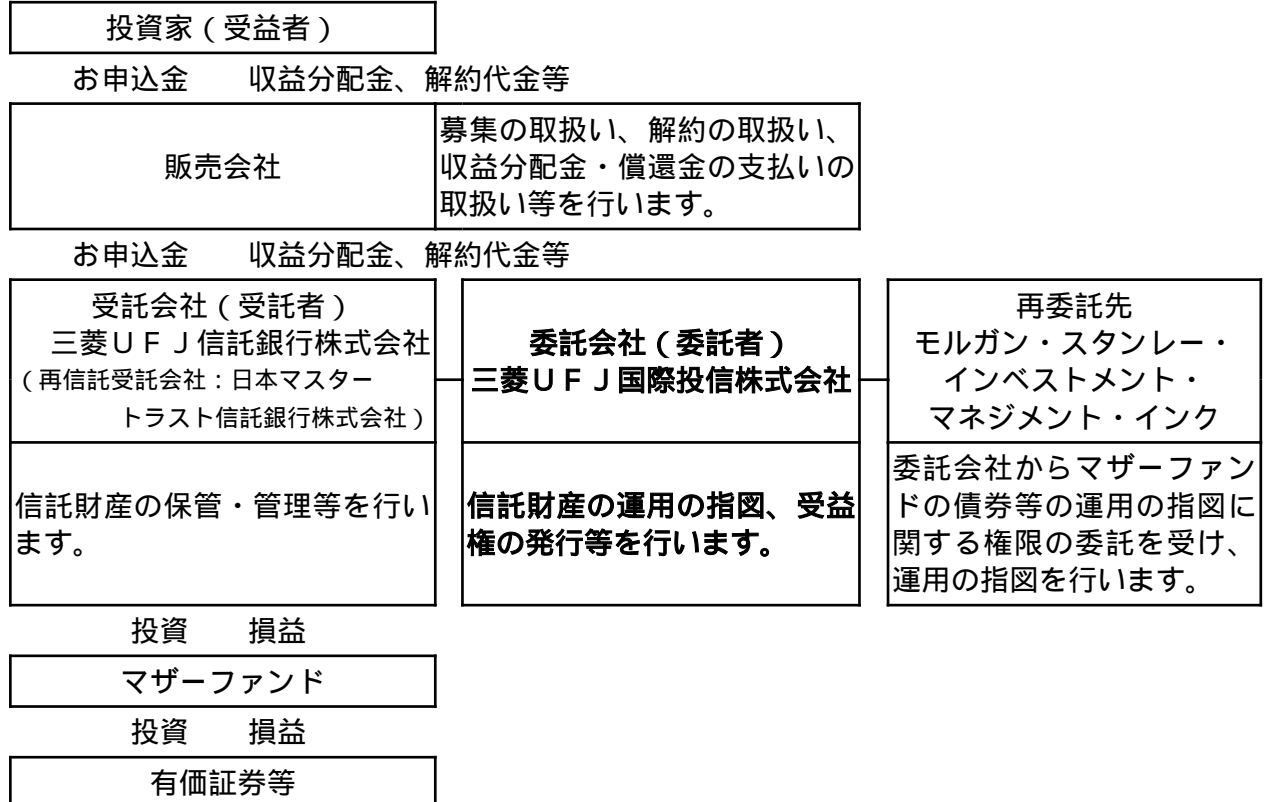 投資家（受益者）
お申込金　　収益分配金、解約代金等
販売会社
募集の取扱い、解約の取扱い、
収益分配金・償還金の支払いの
取扱い等を行います。
お申込金　　収益分配金、解約代金等
受託会社（受託者）
三菱ＵＦＪ信託銀行株式会社
（再信託受託会社：日本マスター
トラスト信託銀行株式会社）
委託会社（委託者）
三菱ＵＦＪ国際投信株式会社
再委託先
モルガン・スタンレー・
インベストメント・
マネジメント・インク
信託財産の保管・管理等を行い
ます。
信託財産の運用の指図、受益
権の発行等を行います。
委託会社からマザーファン
ドの債券等の運用の指図に
関する権限の委託を受け、
運用の指図を行います。
投資　　損益
マザーファンド
投資　　損益
有価証券等